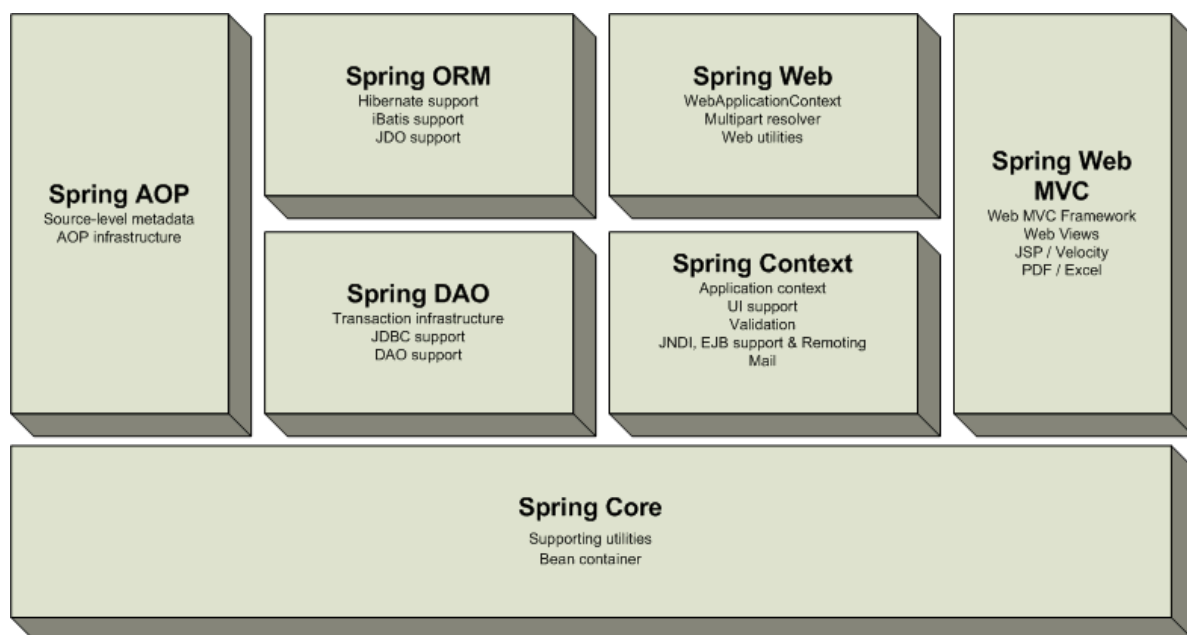 Spring AOP
Source-level metadata
AOP infrastructure
Spring ORM
Hibernate support
iBatis support
JDO support
Spring Web
WebApplicationContext
Multipart resolver
Web utilities
Spring Web
MVC
Web MVC Framework
Web Views
JSP / Velocity
PDF / Excel
Spring DAO
Transaction infrastructure
JDBC support
DAO support
Spring Context
Application context
UI support
Validation
JNDI, EJB support & Remoting
Mail
Spring Core
Supporting utilities
Bean container